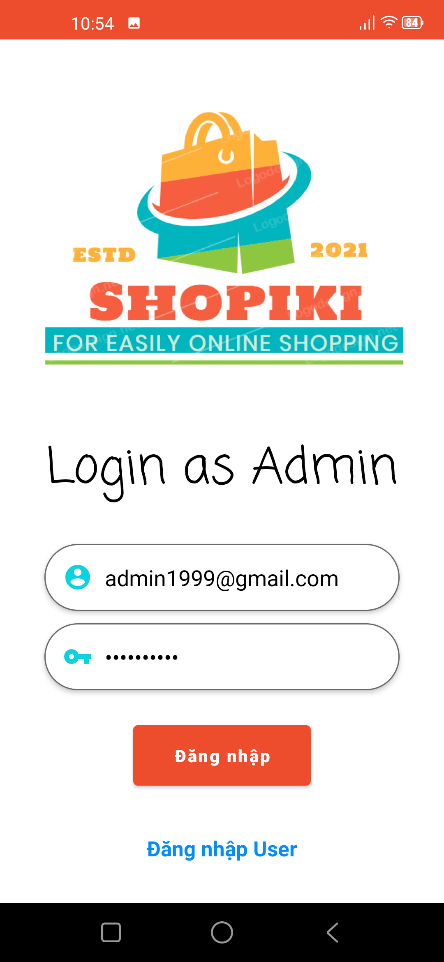 10:54
84
ESTD
2021
SHOPIKI
FOR EASILY ONLINE SHOPPING
Login as Admin
admin1999@gmail.com
••••••••••
Đăng nhập
Đăng nhập User